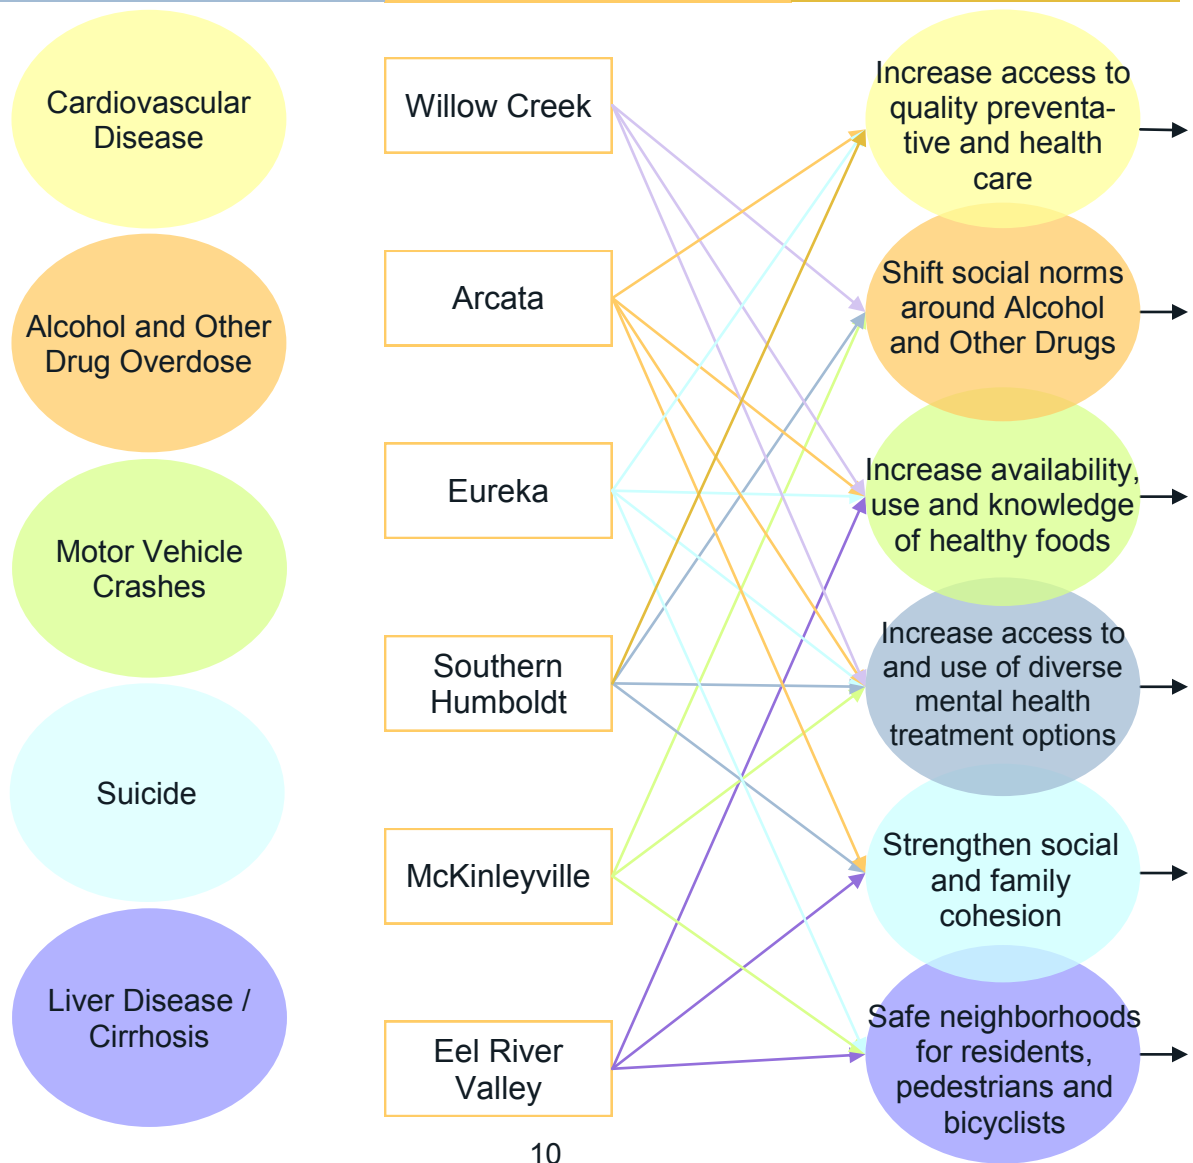 Cardiovascular
Disease
Alcohol and Other
Drug Overdose
Motor Vehicle
Crashes
Suicide
Liver Disease /
Cirrhosis
Willow Creek
Arcata
Eureka
Southern
Humboldt
McKinleyville
Eel River
Valley
Increase access to
quality preventa-
tive and health
care
Shift social norms
around Alcohol
and Other Drugs
Increase availability,
use and knowledge
of healthy foods
Increase access to
and use of diverse
mental health
treatment options
Strengthen social
and family
cohesion
Safe neighborhoods
for residents,
pedestrians and
bicyclists
10